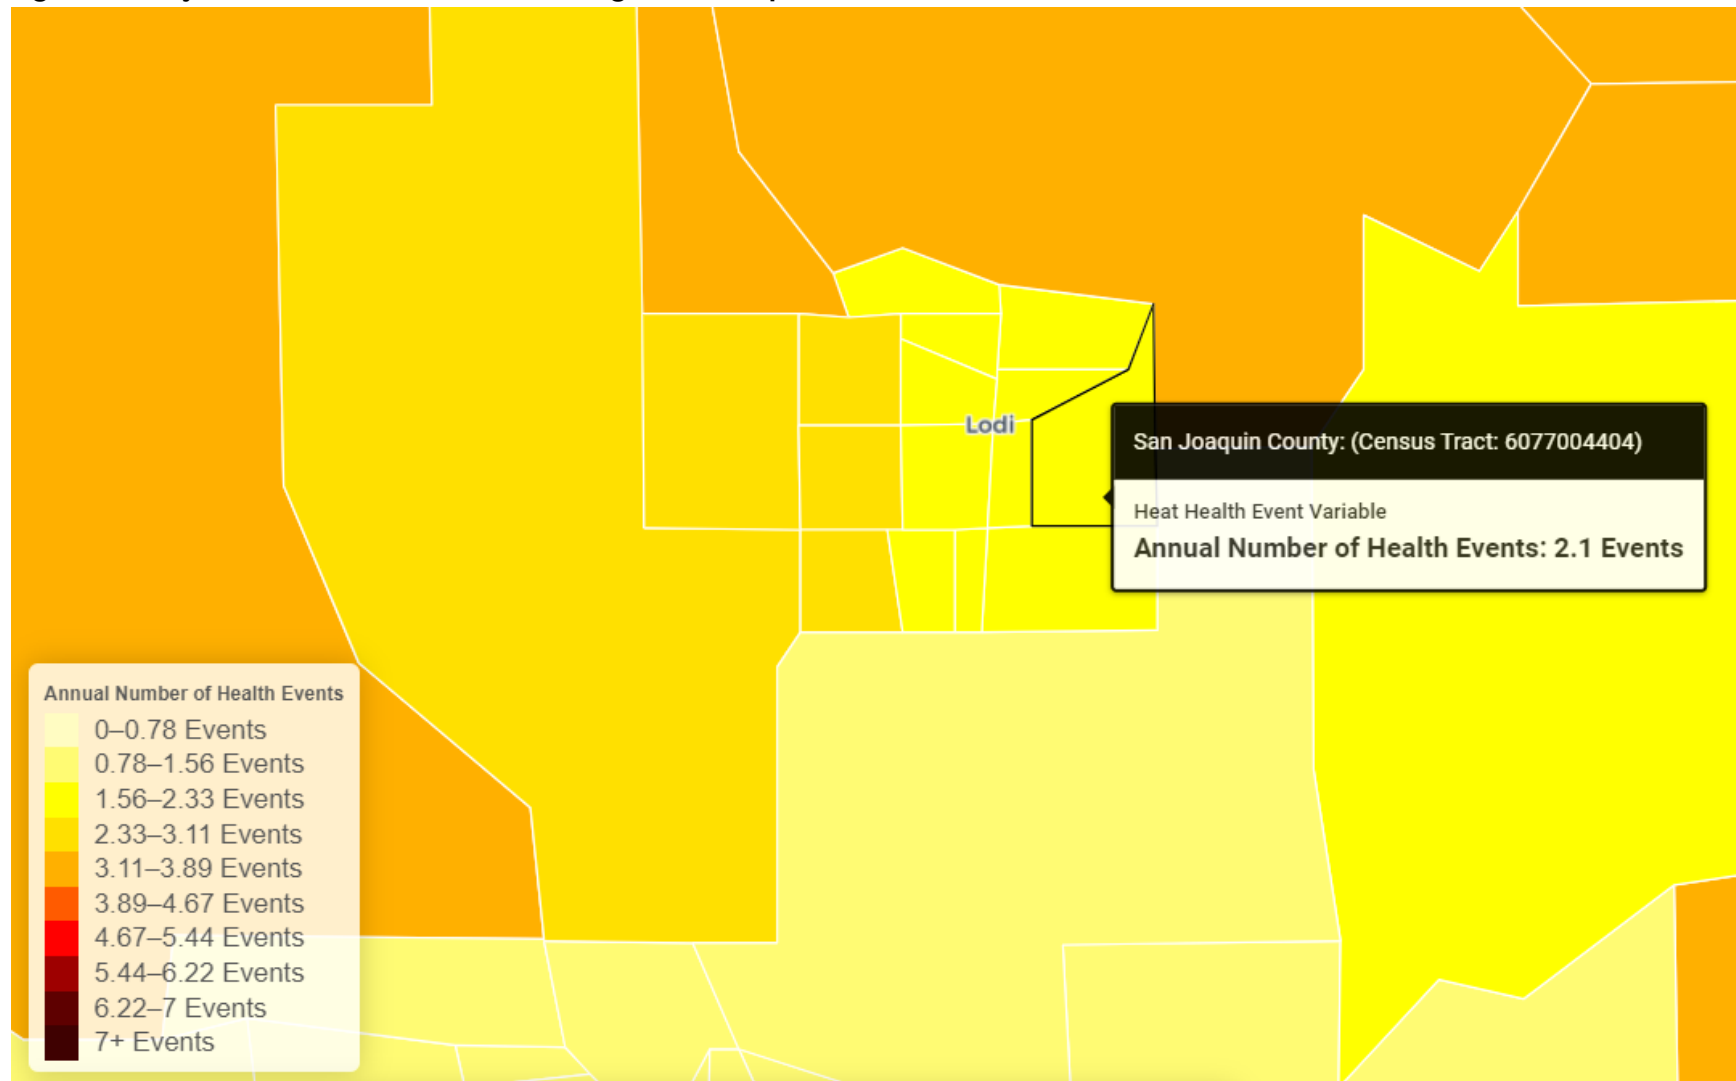 Lodi
San Joaquin County: (Census Tract: 6077004404)
Heat Health Event Variable
Annual Number of Health Events: 2.1 Events
Annual Number of Health Events
0–0.78 Events
0.78–1.56 Events
1.56–2.33 Events
2.33–3.11 Events
3.11–3.89 Events
3.89–4.67 Events
4.67–5.44 Events
5.44–6.22 Events
6.22–7 Events
7+ Events